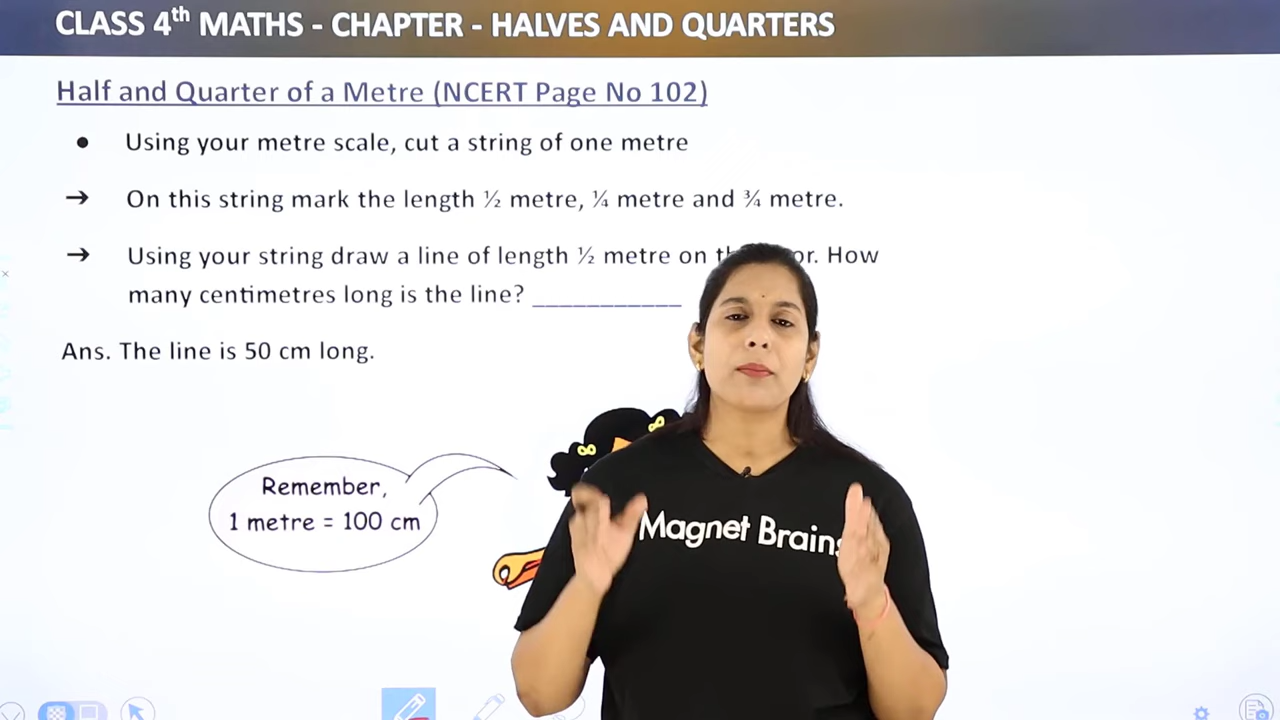 CLASS 4th MATHS - CHAPTER - HALVES AND QUARTERS
Half and Quarter of a Metre (NCERT Page No 102)
● Using your metre scale, cut a string of one metre
→ On this string mark the length ½ metre, ¼ metre and ¾ metre.
→ Using your string draw a line of length ½ metre on or. How
many centimetres long is the line? ___________
Ans. The line is 50 cm long.
Remember,
1 metre = 100 cm
Magnet Brains